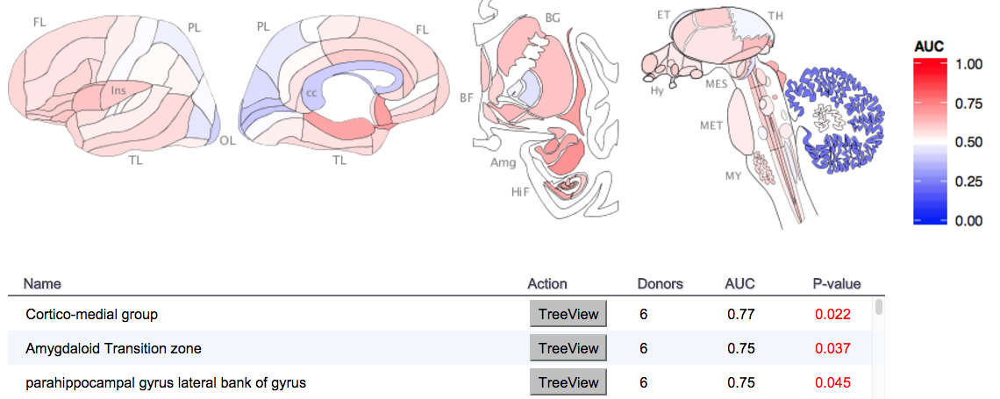 FL
PL
Ins
OL
TL
PL
FL
cc
TL
BG
BF
Amg
HiF
ET
TH
Hy
MES
MET
MY
AUC
1.00
0.75
0.50
0.25
0.00
Name Action Donors AUC P-value
Cortico-medial group TreeView 6 0.77 0.022
Amygdaloid Transition zone TreeView 6 0.75 0.037
parahippocampal gyrus lateral bank of gyrus TreeView 6 0.75 0.045